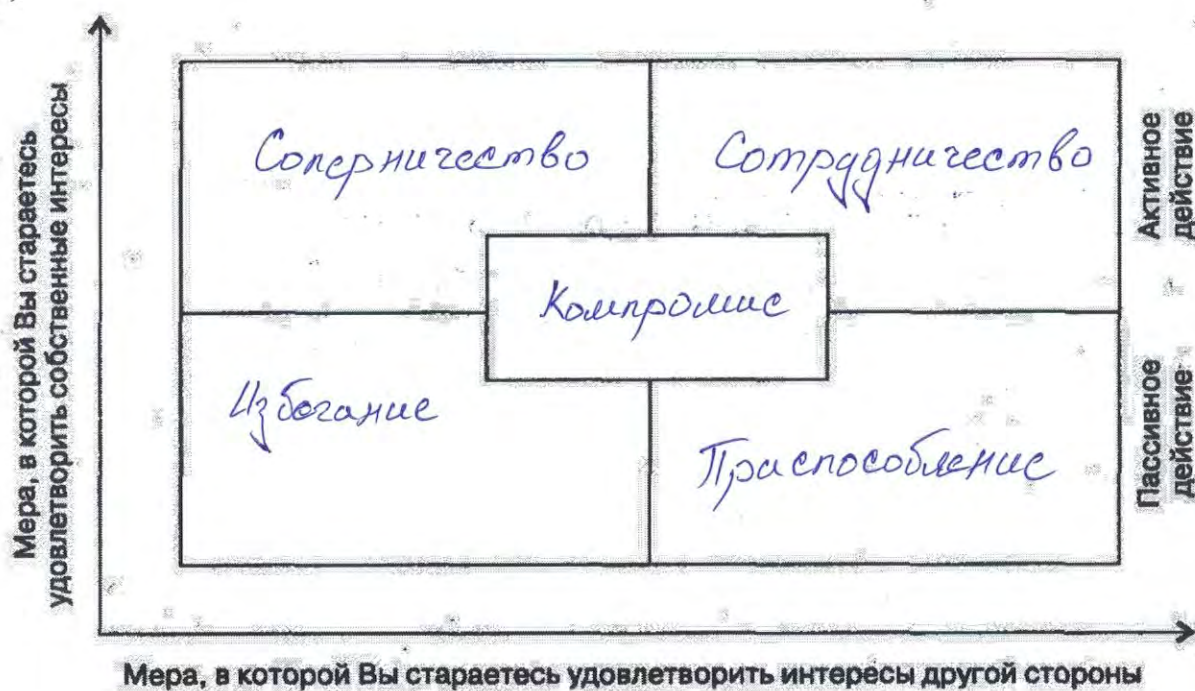 Мера, в которой Вы стараетесь
удовлетворить собственные интересы
Соперничество
Сотрудничество
Компромис
Избегание
Приспособление
Активное
действие
Пассивное
действие
Мера, в которой Вы стараетесь удовлетворить интересы другой стороны